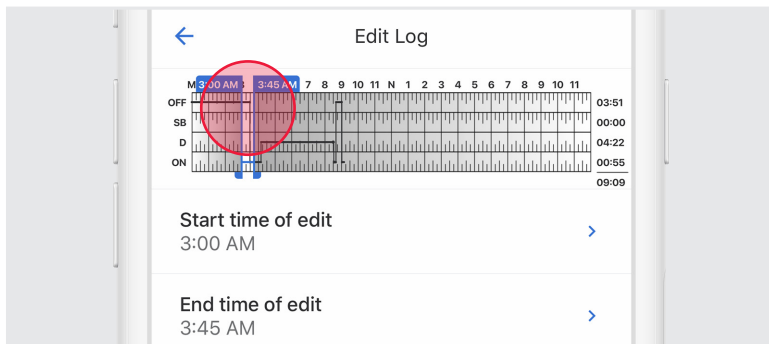 Edit Log
M 3:00 AM 3:45 AM 7 8 9 10 11 N 1 2 3 4 5 6 7 8 9 10 11
OFF 03:51
SB 00:00
D 04:22
ON 00:55
09:09
Start time of edit
3:00 AM
End time of edit
3:45 AM